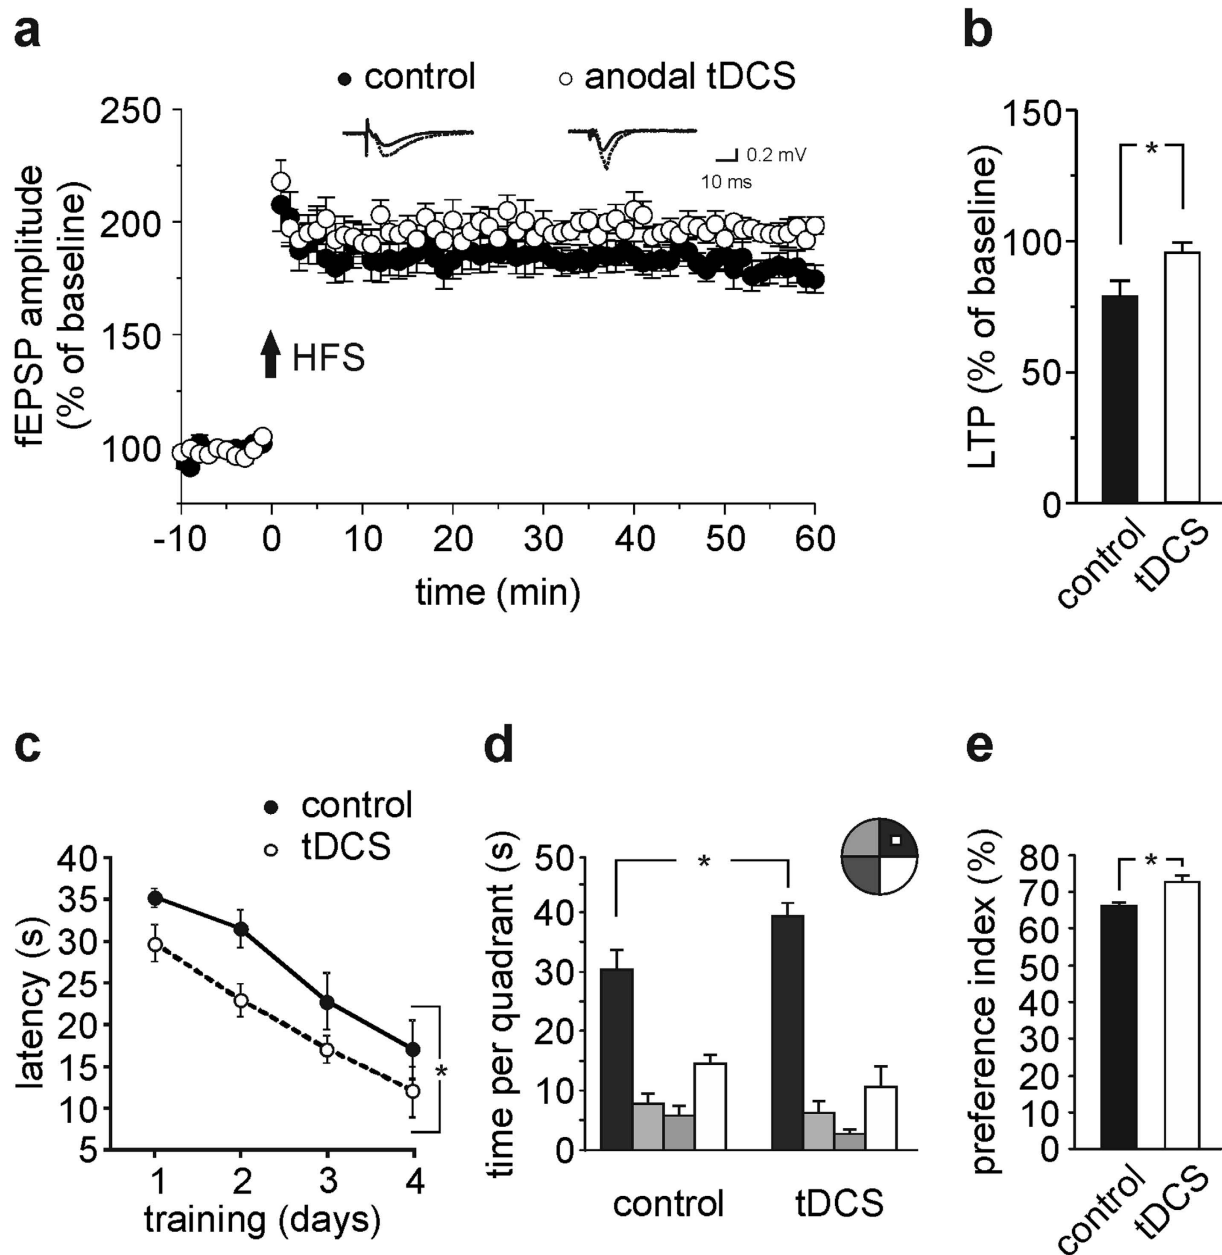 a
control
anodal tDCS
250
200
150
100
fEPSP amplitude
(% of baseline)
0.2 mV
10 ms
HFS
-10 0 10 20 30 40 50 60
time (min)
b
150
100
50
0
LTP (% of baseline)
*
control
tDCS
c
control
tDCS
40
35
30
25
20
15
10
5
latency (s)
*
1 2 3 4
training (days)
d
50
40
30
20
10
0
time per quadrant (s)
*
control tDCS
e
80
70
60
50
40
30
20
10
0
preference index (%)
*
control
tDCS